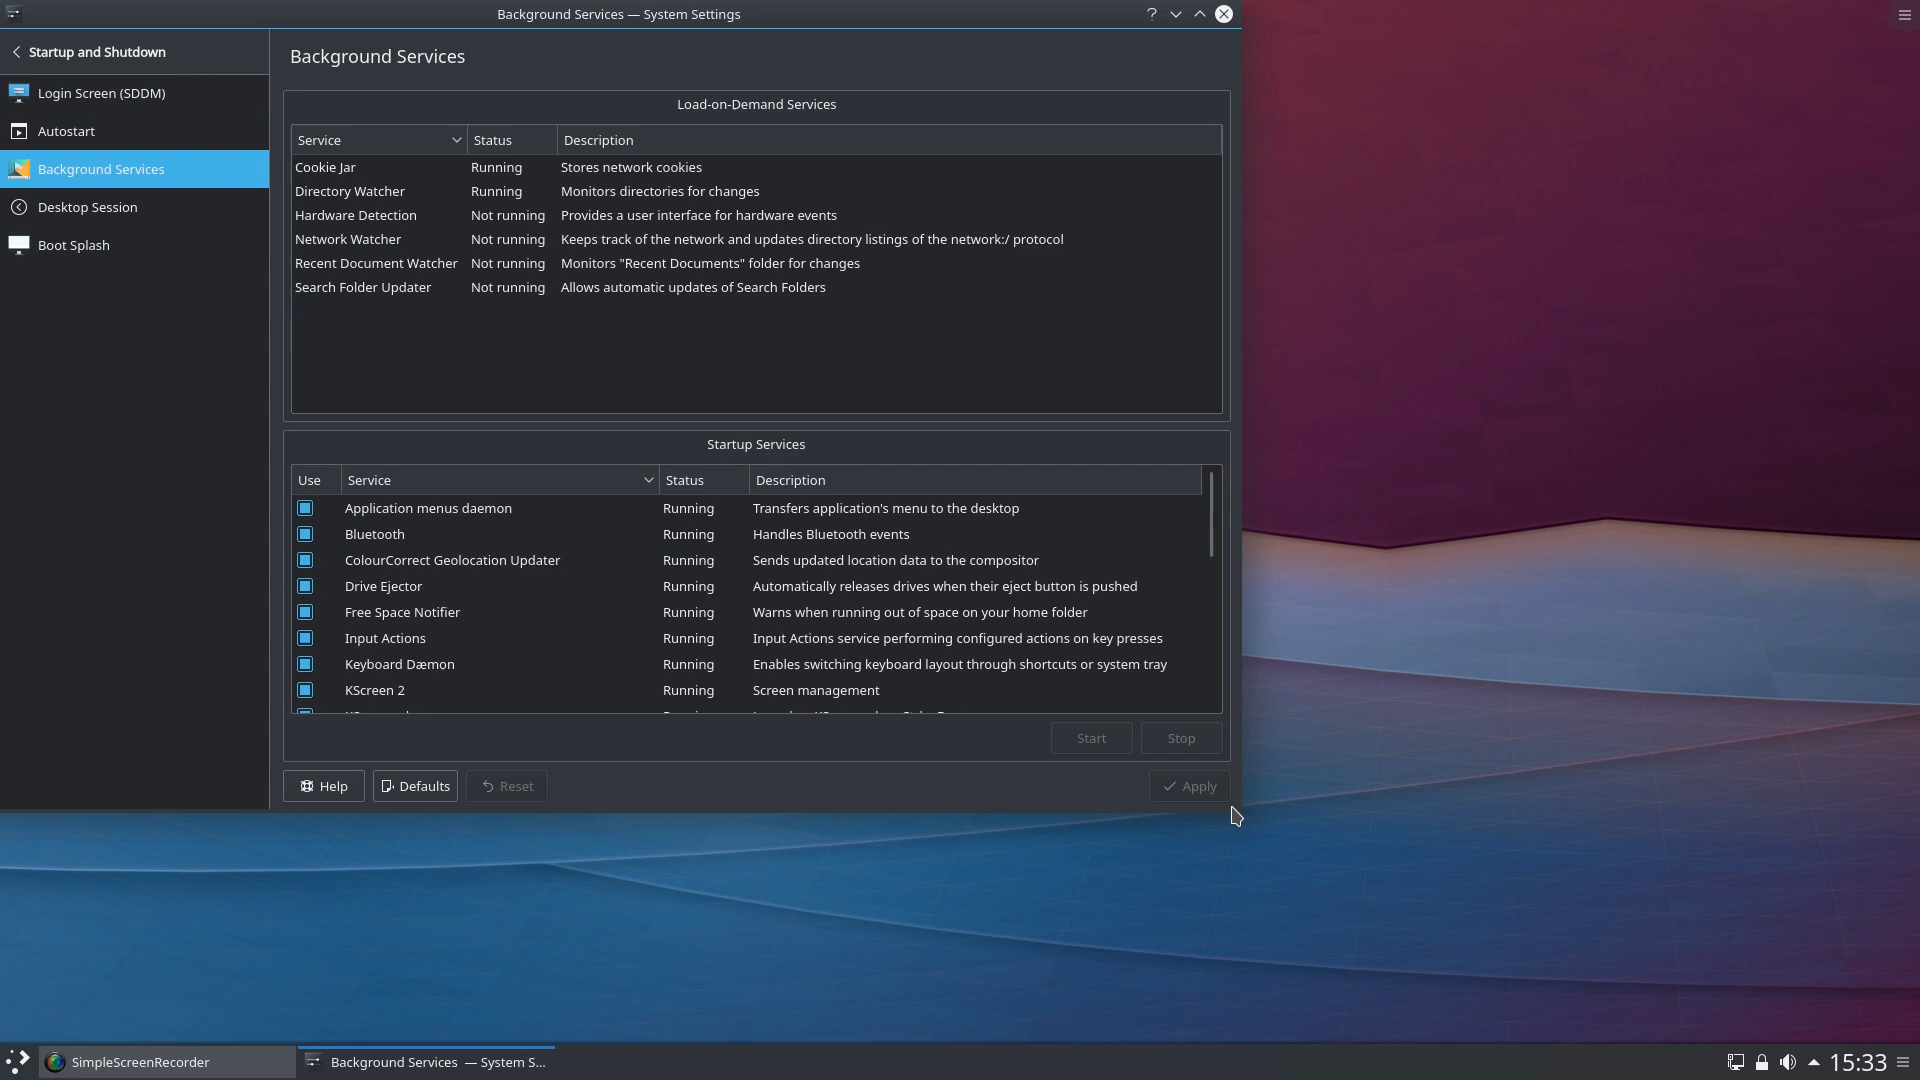 Background Services — System Settings
?
Startup and Shutdown
Login Screen (SDDM)
Autostart
Background Services
Desktop Session
Boot Splash
Background Services
Load-on-Demand Services
Service Status Description
Cookie Jar Running Stores network cookies
Directory Watcher Running Monitors directories for changes
Hardware Detection Not running Provides a user interface for hardware events
Network Watcher Not running Keeps track of the network and updates directory listings of the network:/ protocol
Recent Document Watcher Not running Monitors "Recent Documents" folder for changes
Search Folder Updater Not running Allows automatic updates of Search Folders
Startup Services
Use Service Status Description
Application menus daemon Running Transfers application's menu to the desktop
Bluetooth Running Handles Bluetooth events
ColourCorrect Geolocation Updater Running Sends updated location data to the compositor
Drive Ejector Running Automatically releases drives when their eject button is pushed
Free Space Notifier Running Warns when running out of space on your home folder
Input Actions Running Input Actions service performing configured actions on key presses
Keyboard Dæmon Running Enables switching keyboard layout through shortcuts or system tray
KScreen 2 Running Screen management
Start Stop
Help Defaults Reset Apply
SimpleScreenRecorder
Background Services — System S...
15:33